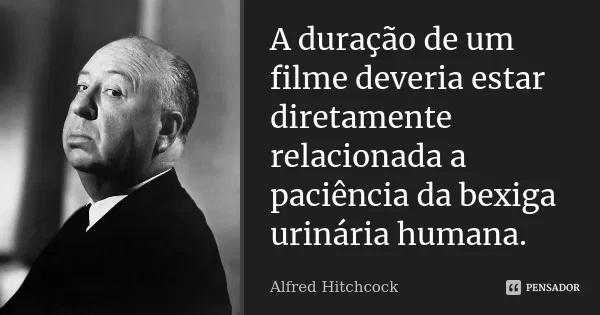 A duração de um
filme deveria estar
diretamente
relacionada a
paciência da bexiga
urinária humana.
Alfred Hitchcock
PENSADOR